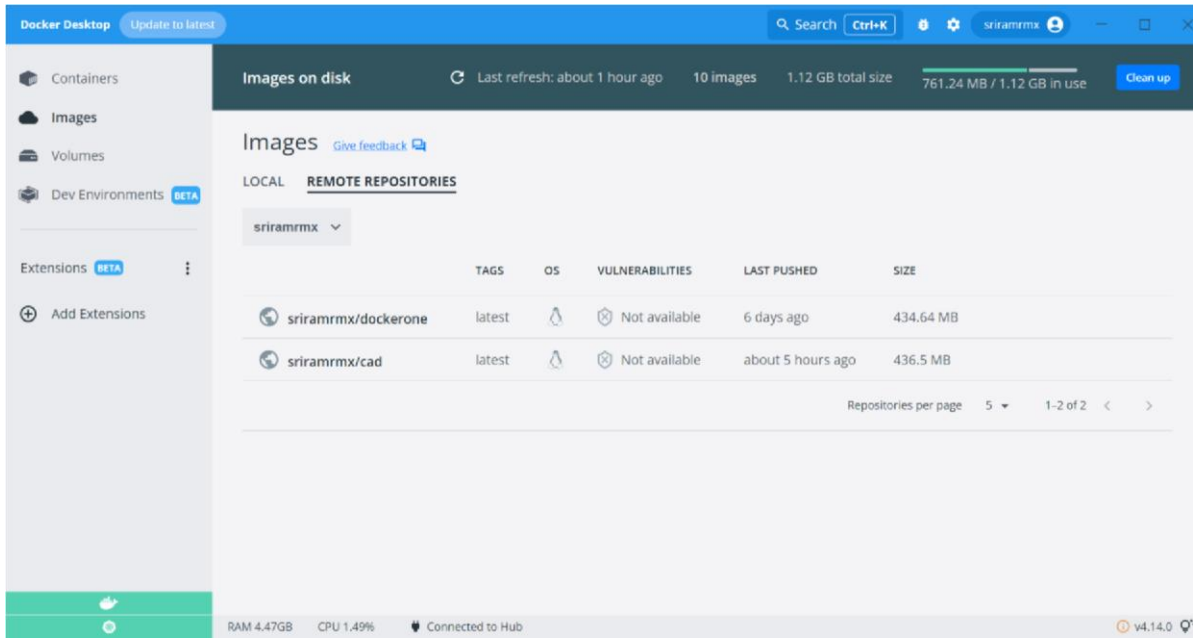 Docker Desktop Update to latest Search Ctrl+K sriramrmx
Containers
Images
Volumes
Dev Environments BETA
Extensions BETA
Add Extensions
Images on disk Last refresh: about 1 hour ago 10 images 1.12 GB total size 761.24 MB / 1.12 GB in use Clean up
Images Give feedback
LOCAL REMOTE REPOSITORIES
sriramrmx
TAGS OS VULNERABILITIES LAST PUSHED SIZE
sriramrmx/dockerone latest Not available 6 days ago 434.64 MB
sriramrmx/cad latest Not available about 5 hours ago 436.5 MB
Repositories per page 5 1–2 of 2
RAM 4.47GB CPU 1.49% Connected to Hub v4.14.0